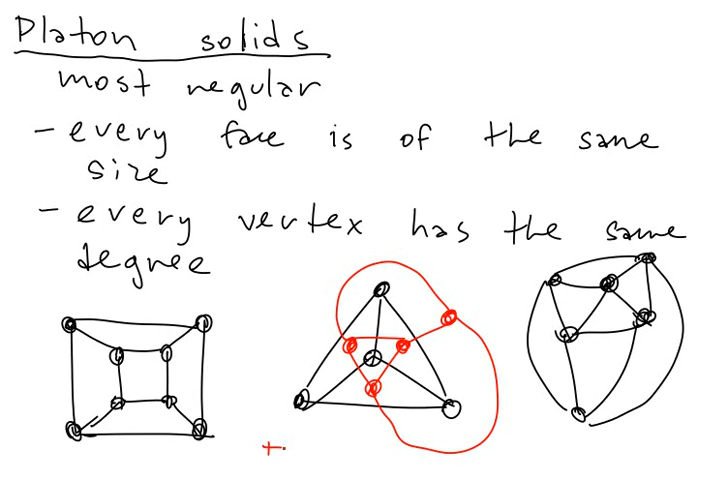 Platon solids
most regular
- every face is of the same
size
- every vertex has the same
degree